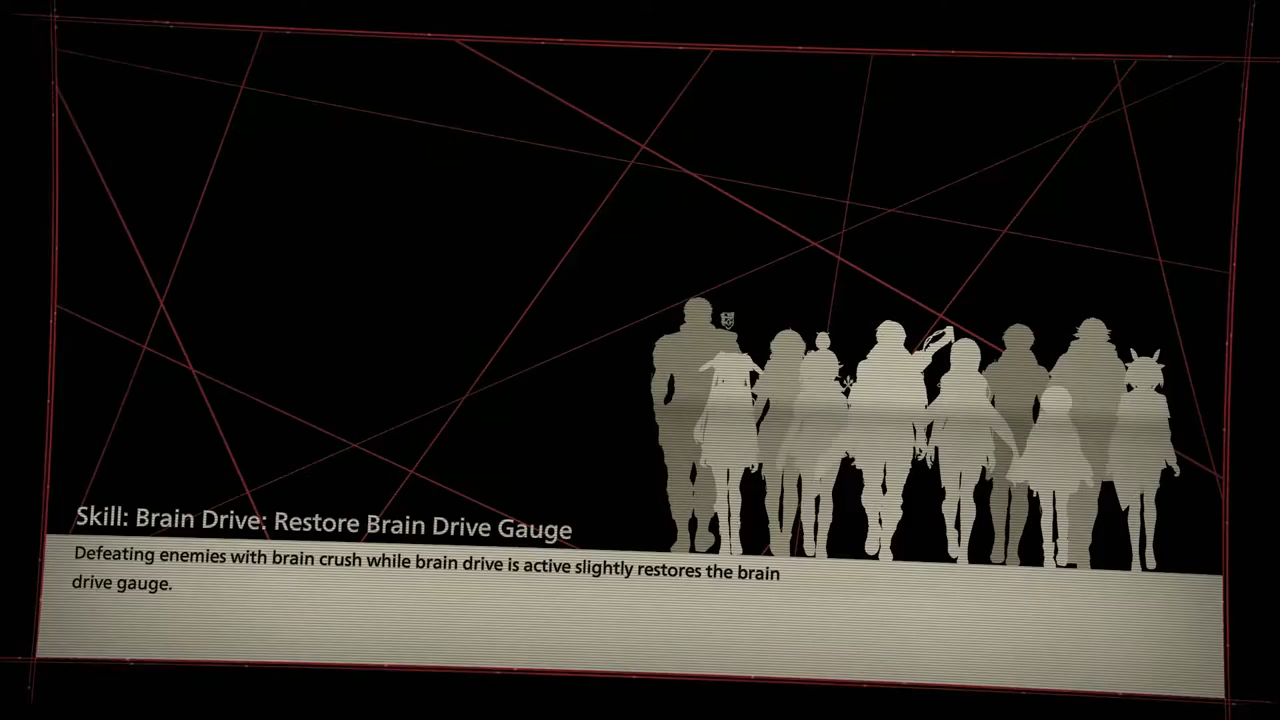 Skill: Brain Drive: Restore Brain Drive Gauge
Defeating enemies with brain crush while brain drive is active slightly restores the brain
drive gauge.